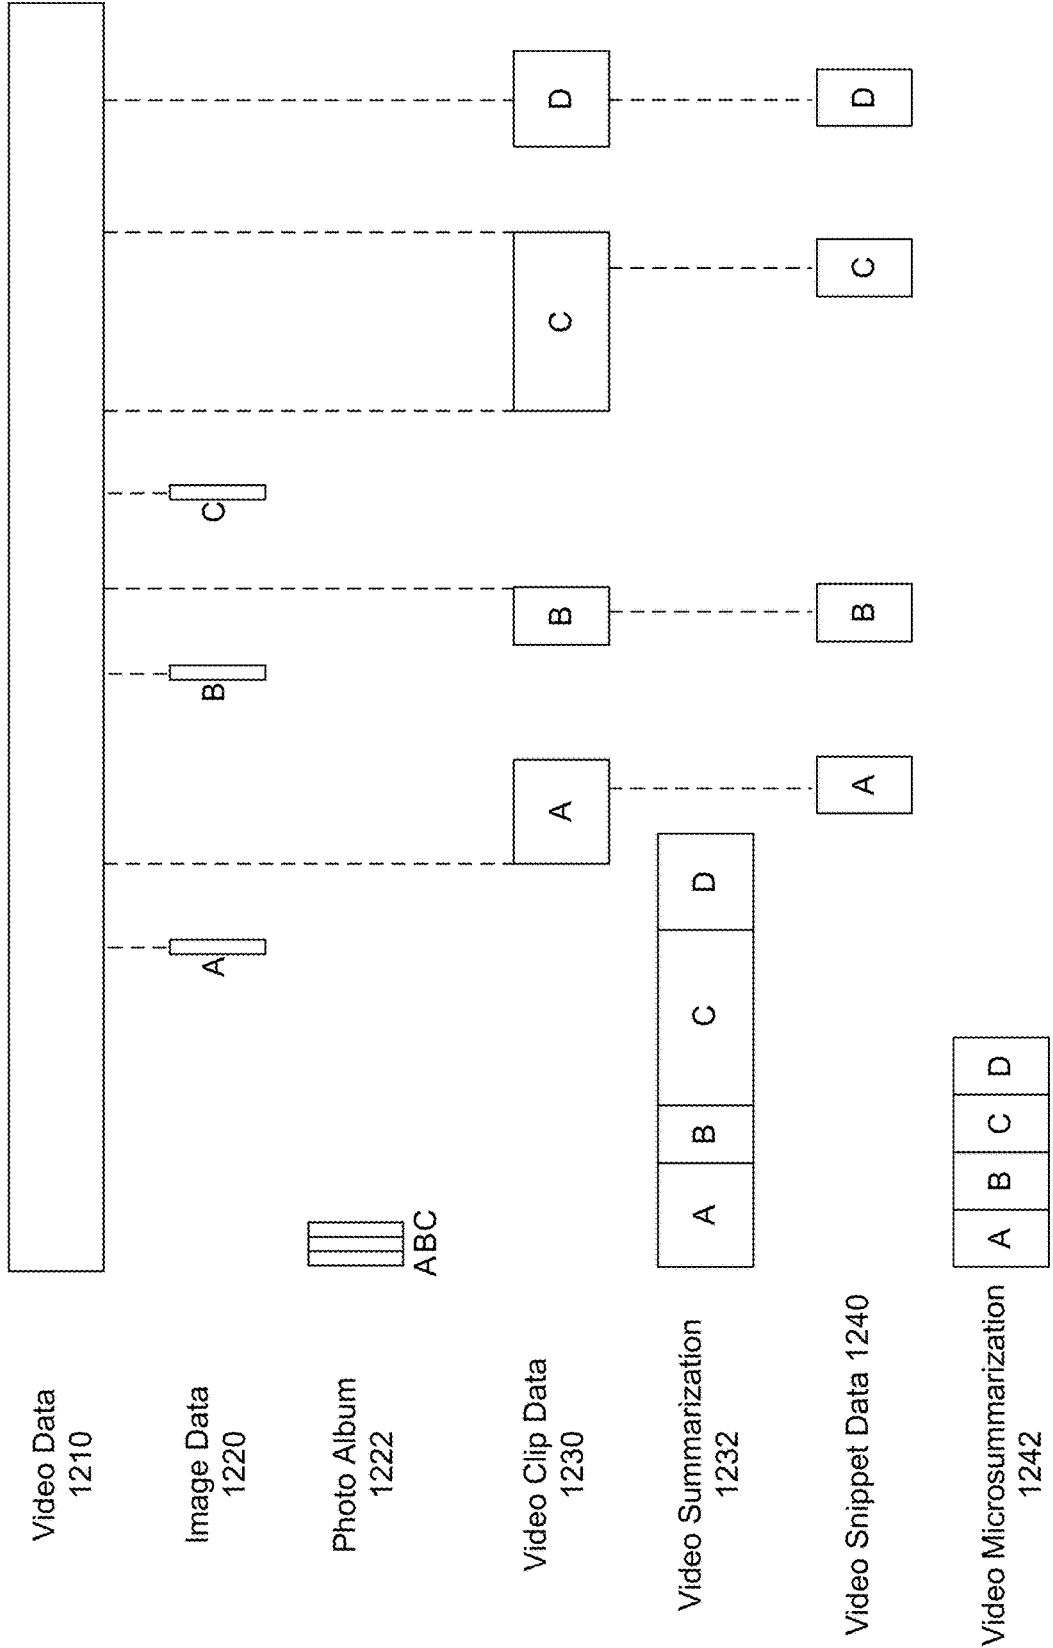 Video Data
1210
Image Data
1220
A
B
C
Photo Album
1222
ABC
Video Clip Data
1230
A
B
C
D
Video Summarization
1232
A
B
C
D
Video Snippet Data 1240
A
B
C
D
Video Microsummarization
1242
A
B
C
D